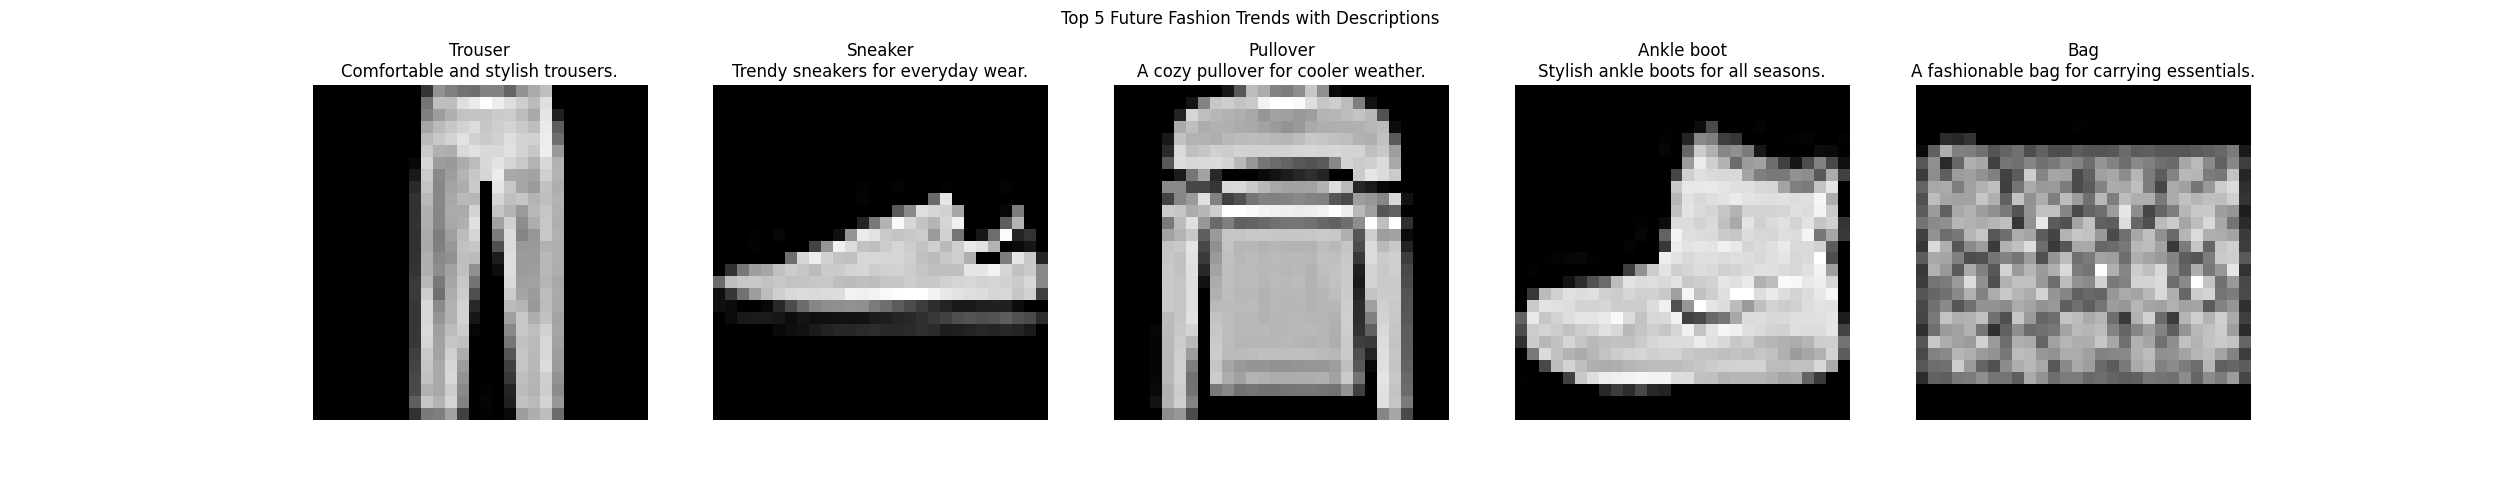 Top 5 Future Fashion Trends with Descriptions
Trouser
Comfortable and stylish trousers.
Sneaker
Trendy sneakers for everyday wear.
Pullover
A cozy pullover for cooler weather.
Ankle boot
Stylish ankle boots for all seasons.
Bag
A fashionable bag for carrying essentials.